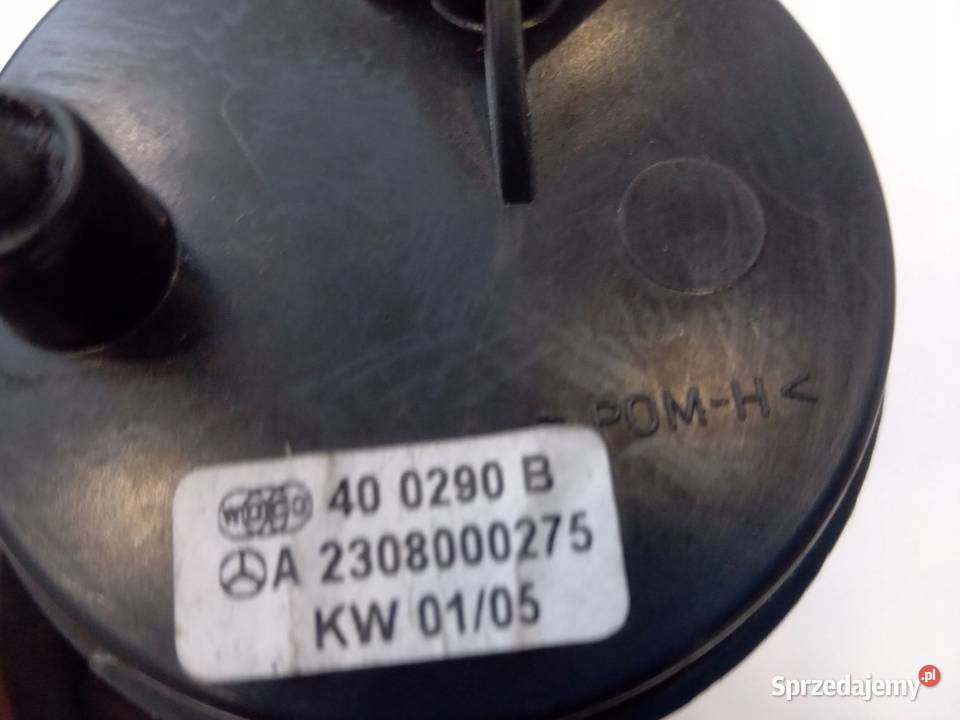 POM-H<
40 0290 B
A 2308000275
KW 01/05
Sprzedajemy.pl